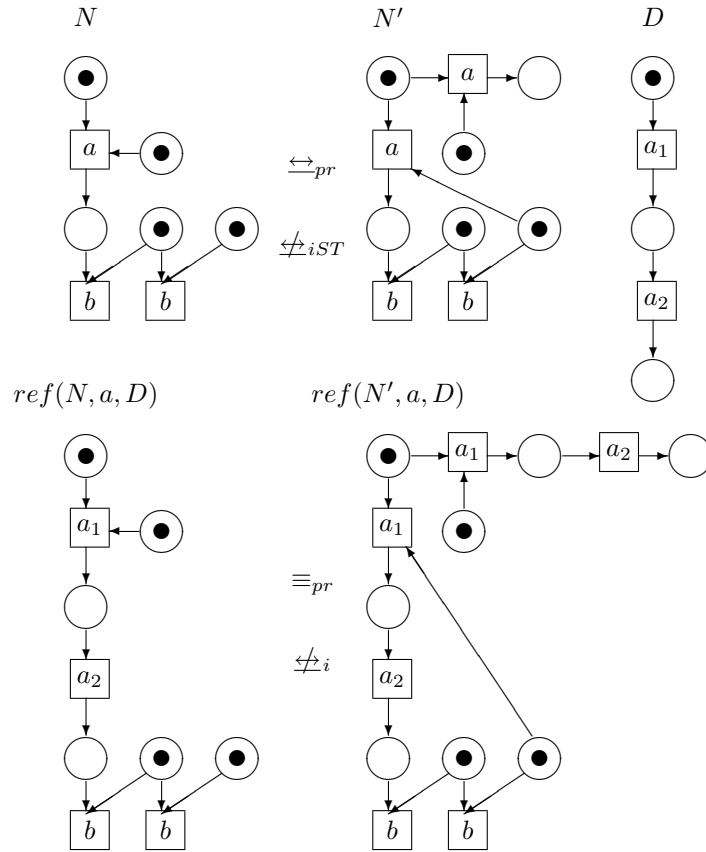 N N′ D
a
a a a₁
↔pr
↮iST
b b b b a₂
ref(N, a, D) ref(N′, a, D)
a₁ a₂
a₁ a₁
≡pr
↮i
a₂ a₂
b b b b